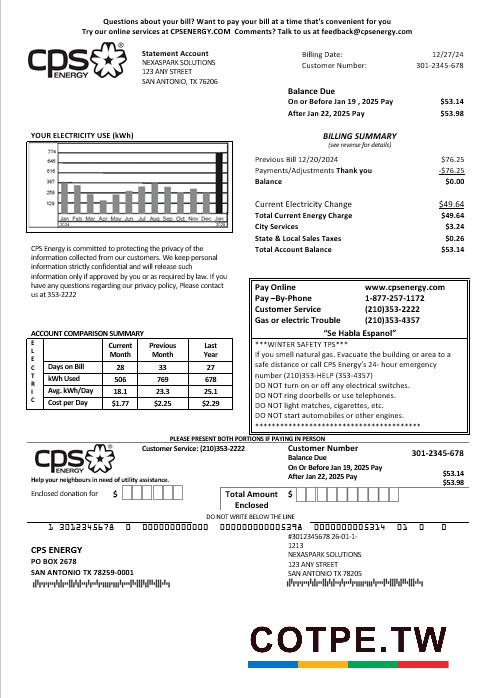 Questions about your bill? Want to pay your bill at a time that's convenient for you
Try our online services at CPSENERGY.COM Comments? Talk to us at feedback@cpsenergy.com
cps ENERGY
Statement Account
NEXASPARK SOLUTIONS
123 ANY STREET
SAN ANTONIO, TX 76206
Billing Date: 12/27/24
Customer Number: 301-2345-678
Balance Due
On or Before Jan 19 , 2025 Pay $53.14
After Jan 22, 2025 Pay $53.98
YOUR ELECTRICITY USE (kWh)
774
645
516
387
258
129
Jan Feb Mar Apr May Jun Jul Aug Sep Oct Nov Dec Jan
2024 2025
BILLING SUMMARY
(see reverse for details)
Previous Bill 12/20/2024 $76.25
Payments/Adjustments Thank you -$76.25
Balance $0.00
Current Electricity Change $49.64
Total Current Energy Charge $49.64
City Services $3.24
State & Local Sales Taxes $0.26
Total Account Balance $53.14
CPS Energy is committed to protecting the privacy of the
information collected from our customers. We keep personal
information strictly confidential and will release such
information only if approved by you or as required by law. If you
have any questions regarding our privacy policy, Please contact
us at 353-2222
Pay Online www.cpsenergy.com
Pay –By-Phone 1-877-257-1172
Customer Service (210)353-2222
Gas or electric Trouble (210)353-4357
"Se Habla Espanol"
***WINTER SAFETY TPS***
If you smell natural gas. Evacuate the building or area to a
safe distance or call CPS Energy's 24- hour emergency
number (210)353-HELP (353-4357)
DO NOT turn on or off any electrical switches.
DO NOT ring doorbells or use telephones.
DO NOT light matches, cigarettes, etc.
DO NOT start automobiles or other engines.
ACCOUNT COMPARISON SUMMARY
ELECTRIC
Current Month Previous Month Last Year
Days on Bill 28 33 27
kWh Used 506 769 678
Avg. kWh/Day 18.1 23.3 25.1
Cost per Day $1.77 $2.25 $2.29
PLEASE PRESENT BOTH PORTIONS IF PAYING IN PERSON
cps ENERGY
Customer Service: (210)353-2222
Customer Number 301-2345-678
Balance Due
On Or Before Jan 19, 2025 Pay $53.14
After Jan 22, 2025 Pay $53.98
Help your neighbours in need of utility assistance.
Enclosed donation for $
Total Amount Enclosed $
DO NOT WRITE BELOW THE LINE
CPS ENERGY
PO BOX 2678
SAN ANTONIO TX 78259-0001
#3012345678 26-01-1-
1213
NEXASPARK SOLUTIONS
123 ANY STREET
SAN ANTONIO TX 78205
COTPE.TW